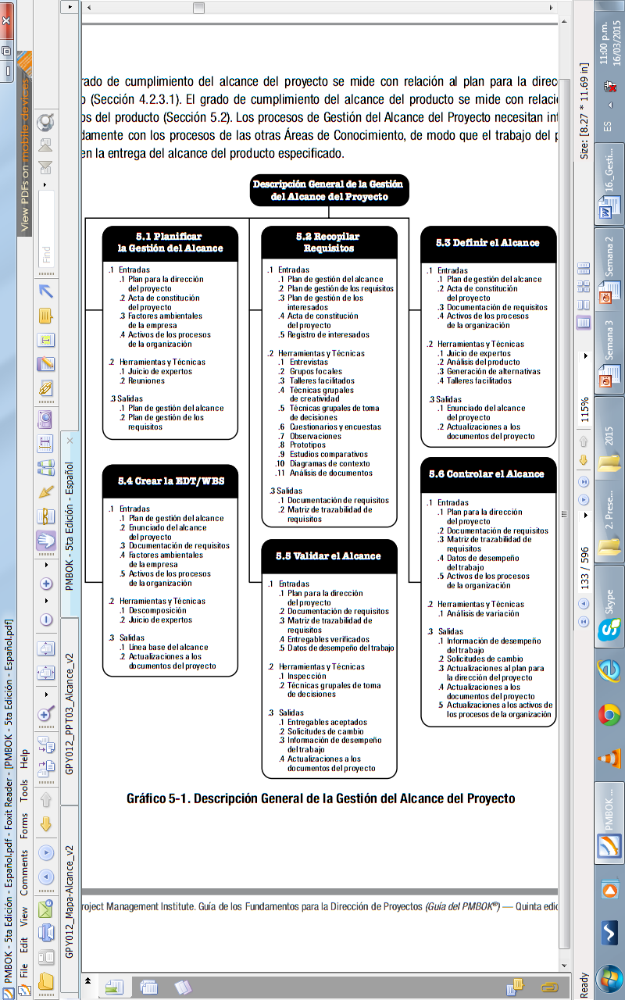 rado de cumplimiento del alcance del proyecto se mide con relación al plan para la direc
o (Sección 4.2.3.1). El grado de cumplimiento del alcance del producto se mide con relació
os del producto (Sección 5.2). Los procesos de Gestión del Alcance del Proyecto necesitan int
damente con los procesos de las otras Áreas de Conocimiento, de modo que el trabajo del p
en la entrega del alcance del producto especificado.
Descripción General de la Gestión
del Alcance del Proyecto
5.1 Planificar
la Gestión del Alcance
.1 Entradas
.1 Plan para la dirección
del proyecto
.2 Acta de constitución
del proyecto
.3 Factores ambientales
de la empresa
.4 Activos de los procesos
de la organización
.2 Herramientas y Técnicas
.1 Juicio de expertos
.2 Reuniones
.3 Salidas
.1 Plan de gestión del alcance
.2 Plan de gestión de los
requisitos
5.2 Recopilar
Requisitos
.1 Entradas
.1 Plan de gestión del alcance
.2 Plan de gestión de los requisitos
.3 Plan de gestión de los
interesados
.4 Acta de constitución
del proyecto
.5 Registro de interesados
.2 Herramientas y Técnicas
.1 Entrevistas
.2 Grupos focales
.3 Talleres facilitados
.4 Técnicas grupales
de creatividad
.5 Técnicas grupales de toma
de decisiones
.6 Cuestionarios y encuestas
.7 Observaciones
.8 Prototipos
.9 Estudios comparativos
.10 Diagramas de contexto
.11 Análisis de documentos
.3 Salidas
.1 Documentación de requisitos
.2 Matriz de trazabilidad de
requisitos
5.3 Definir el Alcance
.1 Entradas
.1 Plan de gestión del alcance
.2 Acta de constitución
del proyecto
.3 Documentación de requisitos
.4 Activos de los procesos
de la organización
.2 Herramientas y Técnicas
.1 Juicio de expertos
.2 Análisis del producto
.3 Generación de alternativas
.4 Talleres facilitados
.3 Salidas
.1 Enunciado del alcance
del proyecto
.2 Actualizaciones a los
documentos del proyecto
5.4 Crear la EDT/WBS
.1 Entradas
.1 Plan de gestión del alcance
.2 Enunciado del alcance
del proyecto
.3 Documentación de requisitos
.4 Factores ambientales
de la empresa
.5 Activos de los procesos
de la organización
.2 Herramientas y Técnicas
.1 Descomposición
.2 Juicio de expertos
.3 Salidas
.1 Línea base del alcance
.2 Actualizaciones a los
documentos del proyecto
5.5 Validar el Alcance
.1 Entradas
.1 Plan para la dirección
del proyecto
.2 Documentación de requisitos
.3 Matriz de trazabilidad de
requisitos
.4 Entregables verificados
.5 Datos de desempeño del trabajo
.2 Herramientas y Técnicas
.1 Inspección
.2 Técnicas grupales de toma
de decisiones
.3 Salidas
.1 Entregables aceptados
.2 Solicitudes de cambio
.3 Información de desempeño
del trabajo
.4 Actualizaciones a los
documentos del proyecto
5.6 Controlar el Alcance
.1 Entradas
.1 Plan para la dirección
del proyecto
.2 Documentación de requisitos
.3 Matriz de trazabilidad de
requisitos
.4 Datos de desempeño
del trabajo
.5 Activos de los procesos
de la organización
.2 Herramientas y Técnicas
.1 Análisis de variación
.3 Salidas
.1 Información de desempeño
del trabajo
.2 Solicitudes de cambio
.3 Actualizaciones al plan para
la dirección del proyecto
.4 Actualizaciones a los
documentos del proyecto
.5 Actualizaciones a los activos de
los procesos de la organización
Gráfico 5-1. Descripción General de la Gestión del Alcance del Proyecto
roject Management Institute. Guía de los Fundamentos para la Dirección de Proyectos (Guía del PMBOK®) — Quinta edic
PMBOK - 5ta Edición - Español.pdf - Foxit Reader - [PMBOK - 5ta Edición - Español.pdf]
File Edit View Comments Forms Tools Help
View PDFs on mobile devices
Find
GPY012_Mapa-Alcance_v2
GPY012_PPT03_Alcance_v2
PMBOK - 5ta Edición - Español
Ready
133 / 596
115%
Size: [8.27 * 11.69 in]
PMBOK ...
Skype
2. Prese...
2015
Semana 3
Semana 2
16._Gesti...
ES
11:00 p.m.
16/03/2015